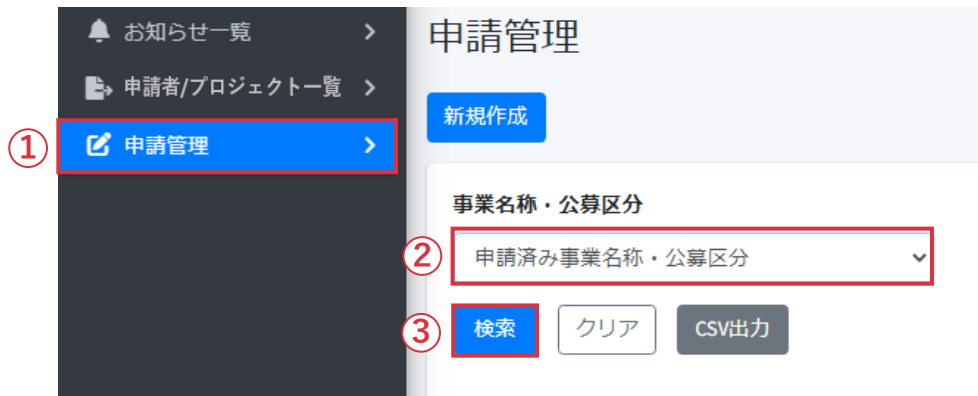 お知らせ一覧
申請者/プロジェクト一覧
① 申請管理
申請管理
新規作成
事業名称・公募区分
② 申請済み事業名称・公募区分
③ 検索 クリア CSV出力